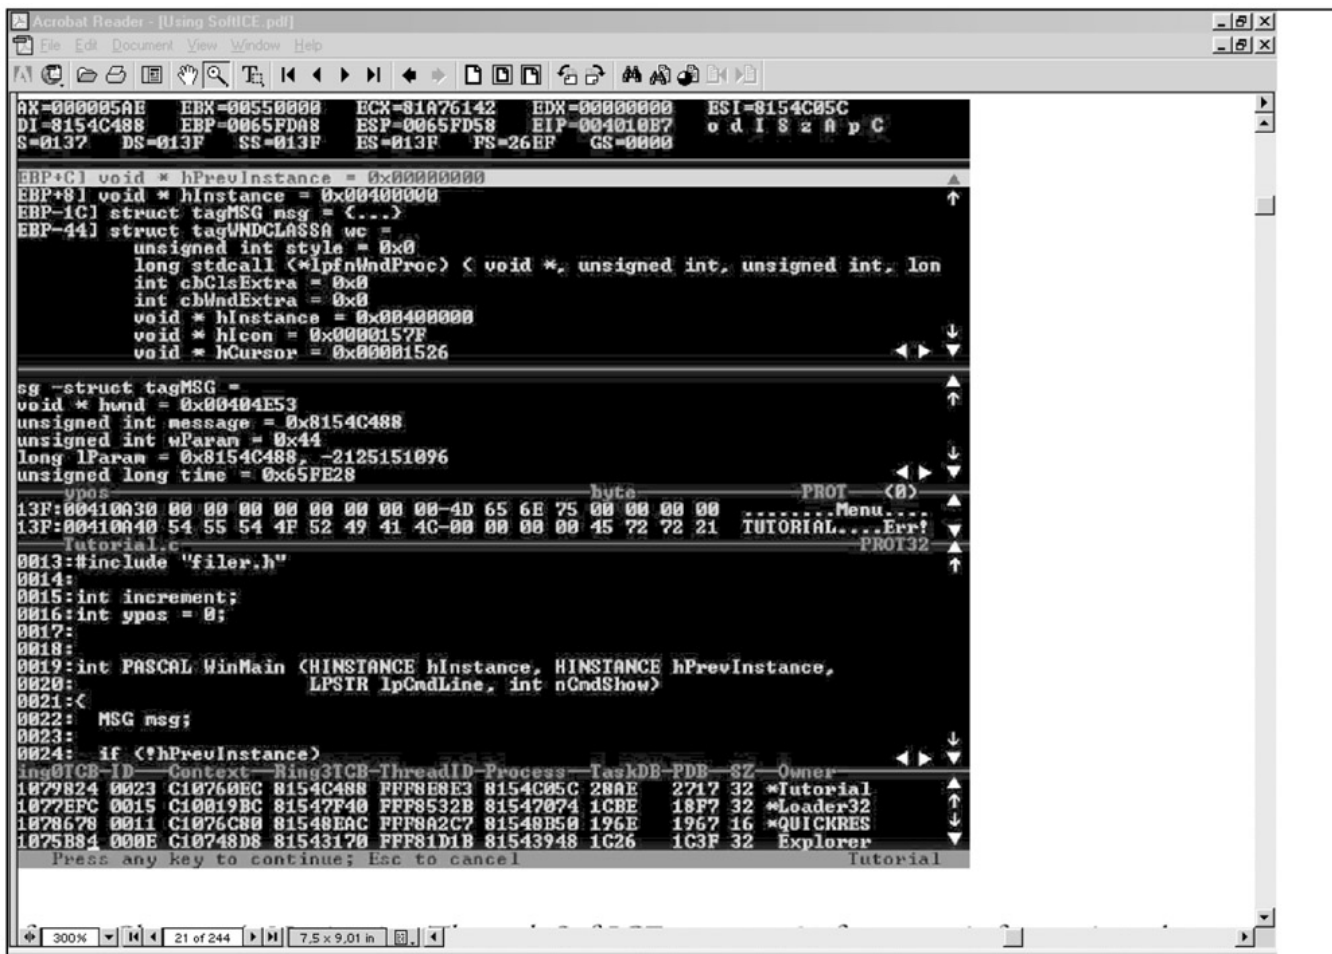 Acrobat Reader - [Using SoftICE.pdf]
File Edit Document View Window Help
AX=000005AE EBX=00550000 ECX=81A76142 EDX=00000000 ESI=8154C05C
DI=8154C488 EBP=0065FDA8 ESP=0065FD58 EIP=004010B7 o d I S z A p C
S=0137 DS=013F SS=013F ES=013F FS=26EF GS=0000
EBP+C] void * hPrevInstance = 0x00000000
EBP+8] void * hInstance = 0x00400000
EBP-1C] struct tagMSG msg = {...}
EBP-44] struct tagWNDCLASSA wc =
unsigned int style = 0x0
long stdcall (*lpfnWndProc) ( void *, unsigned int, unsigned int, lon
int cbClsExtra = 0x0
int cbWndExtra = 0x0
void * hInstance = 0x00400000
void * hIcon = 0x0000157F
void * hCursor = 0x00001526
sg -struct tagMSG =
void * hwnd = 0x00404E53
unsigned int message = 0x8154C488
unsigned int wParam = 0x44
long lParam = 0x8154C488, -2125151096
unsigned long time = 0x65FE28
ypos byte PROT (0)
13F:00410A30 00 00 00 00 00 00 00 00-4D 65 6E 75 00 00 00 00 ........Menu....
13F:00410A40 54 55 54 4F 52 49 41 4C-00 00 00 00 45 72 72 21 TUTORIAL....Err!
Tutorial.c PROT32
0013:#include "filer.h"
0014:
0015:int increment;
0016:int ypos = 0;
0017:
0018:
0019:int PASCAL WinMain (HINSTANCE hInstance, HINSTANCE hPrevInstance,
0020: LPSTR lpCmdLine, int nCmdShow)
0021:{
0022: MSG msg;
0023:
0024: if (!hPrevInstance)
ing0TCB-ID Context Ring3TCB-ThreadID-Process TaskDB-PDB SZ Owner
1079824 0023 C10760EC 8154C488 FFF8E8E3 8154C05C 28AE 2717 32 *Tutorial
1077EFC 0015 C10019BC 81547F40 FFF8532B 81547074 1CBE 18F7 32 *Loader32
1078678 0011 C1076C80 81548EAC FFF8A2C7 81548B50 196E 1967 16 *QUICKRES
1075B84 000E C10748D8 81543170 FFF81D1B 81543948 1C26 1C3F 32 Explorer
Press any key to continue; Esc to cancel Tutorial
300% 21 of 244 7,5 x 9,01 in